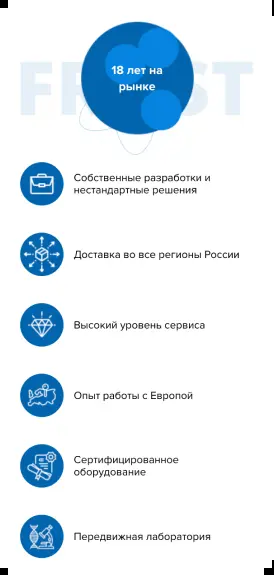 18 лет на
рынке
Собственные разработки и
нестандартные решения
Доставка во все регионы России
Высокий уровень сервиса
Опыт работы с Европой
Сертифицированное
оборудование
Передвижная лаборатория